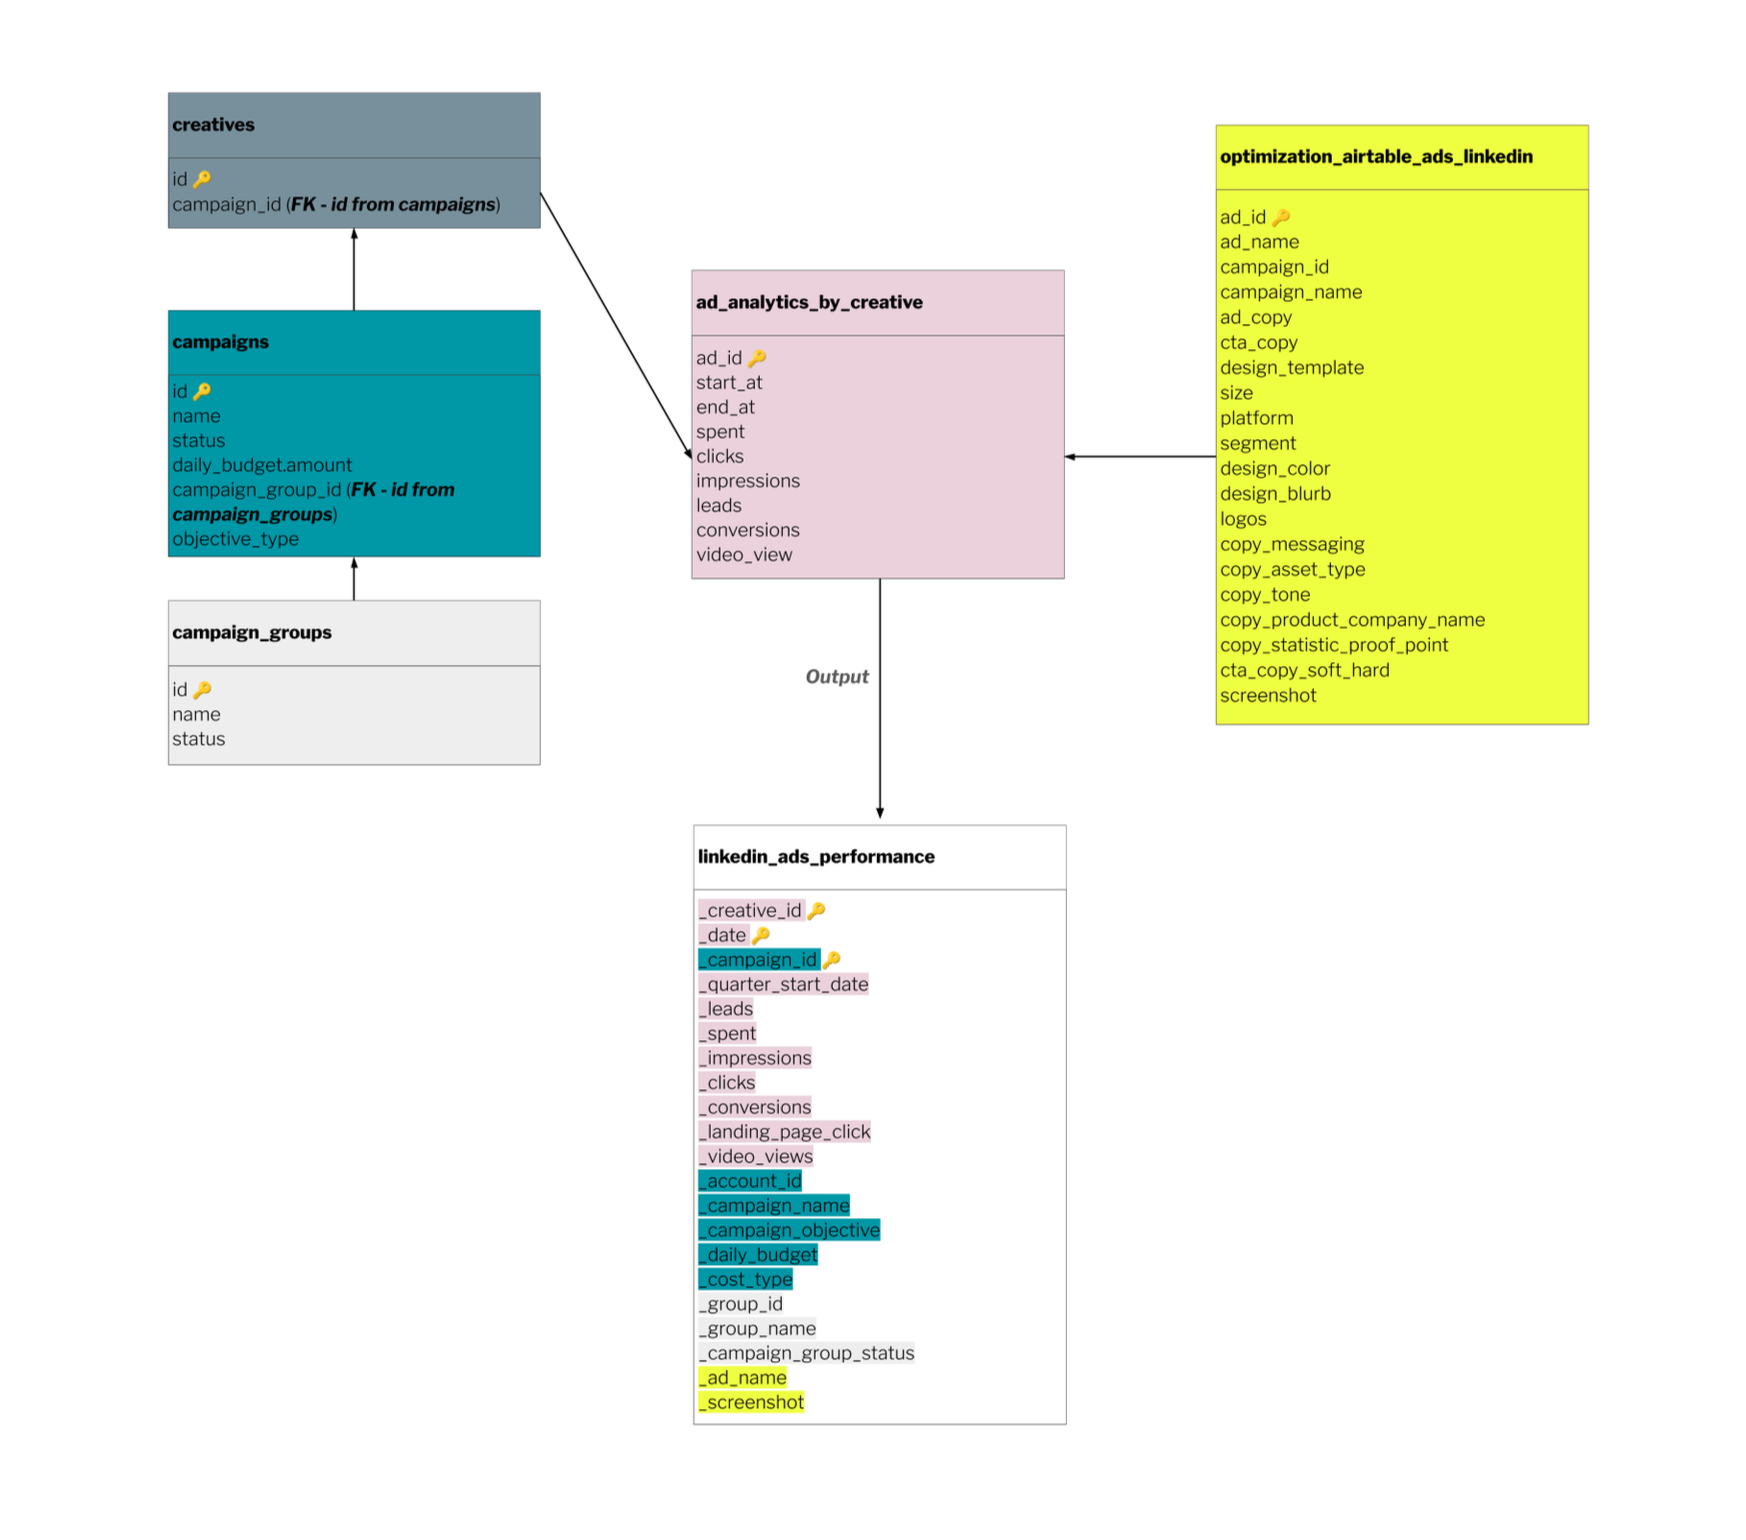 creatives
id 🔑
campaign_id (FK - id from campaigns)
campaigns
id 🔑
name
status
daily_budget.amount
campaign_group_id (FK - id from
campaign_groups)
objective_type
campaign_groups
id 🔑
name
status
ad_analytics_by_creative
ad_id 🔑
start_at
end_at
spent
clicks
impressions
leads
conversions
video_view
optimization_airtable_ads_linkedin
ad_id 🔑
ad_name
campaign_id
campaign_name
ad_copy
cta_copy
design_template
size
platform
segment
design_color
design_blurb
logos
copy_messaging
copy_asset_type
copy_tone
copy_product_company_name
copy_statistic_proof_point
cta_copy_soft_hard
screenshot
Output
linkedin_ads_performance
_creative_id 🔑
_date 🔑
_campaign_id 🔑
_quarter_start_date
_leads
_spent
_impressions
_clicks
_conversions
_landing_page_click
_video_views
_account_id
_campaign_name
_campaign_objective
_daily_budget
_cost_type
_group_id
_group_name
_campaign_group_status
_ad_name
_screenshot